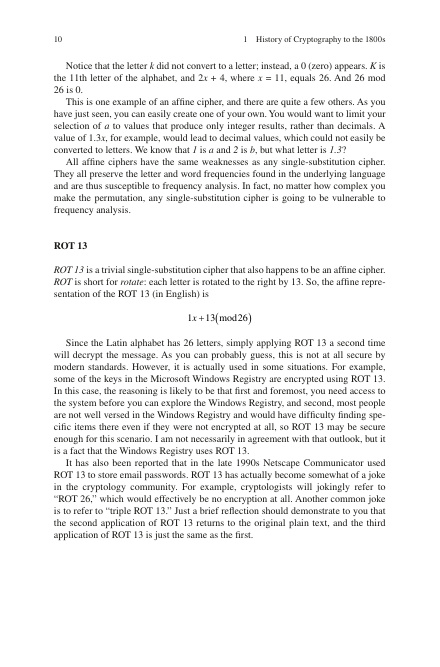 10 1 History of Cryptography to the 1800s
Notice that the letter k did not convert to a letter; instead, a 0 (zero) appears. K is
the 11th letter of the alphabet, and 2x + 4, where x = 11, equals 26. And 26 mod
26 is 0.
This is one example of an affine cipher, and there are quite a few others. As you
have just seen, you can easily create one of your own. You would want to limit your
selection of a to values that produce only integer results, rather than decimals. A
value of 1.3x, for example, would lead to decimal values, which could not easily be
converted to letters. We know that 1 is a and 2 is b, but what letter is 1.3?
All affine ciphers have the same weaknesses as any single-substitution cipher.
They all preserve the letter and word frequencies found in the underlying language
and are thus susceptible to frequency analysis. In fact, no matter how complex you
make the permutation, any single-substitution cipher is going to be vulnerable to
frequency analysis.
ROT 13
ROT 13 is a trivial single-substitution cipher that also happens to be an affine cipher.
ROT is short for rotate: each letter is rotated to the right by 13. So, the affine repre-
sentation of the ROT 13 (in English) is
1x+13(mod26)
Since the Latin alphabet has 26 letters, simply applying ROT 13 a second time
will decrypt the message. As you can probably guess, this is not at all secure by
modern standards. However, it is actually used in some situations. For example,
some of the keys in the Microsoft Windows Registry are encrypted using ROT 13.
In this case, the reasoning is likely to be that first and foremost, you need access to
the system before you can explore the Windows Registry, and second, most people
are not well versed in the Windows Registry and would have difficulty finding spe-
cific items there even if they were not encrypted at all, so ROT 13 may be secure
enough for this scenario. I am not necessarily in agreement with that outlook, but it
is a fact that the Windows Registry uses ROT 13.
It has also been reported that in the late 1990s Netscape Communicator used
ROT 13 to store email passwords. ROT 13 has actually become somewhat of a joke
in the cryptology community. For example, cryptologists will jokingly refer to
“ROT 26,” which would effectively be no encryption at all. Another common joke
is to refer to “triple ROT 13.” Just a brief reflection should demonstrate to you that
the second application of ROT 13 returns to the original plain text, and the third
application of ROT 13 is just the same as the first.